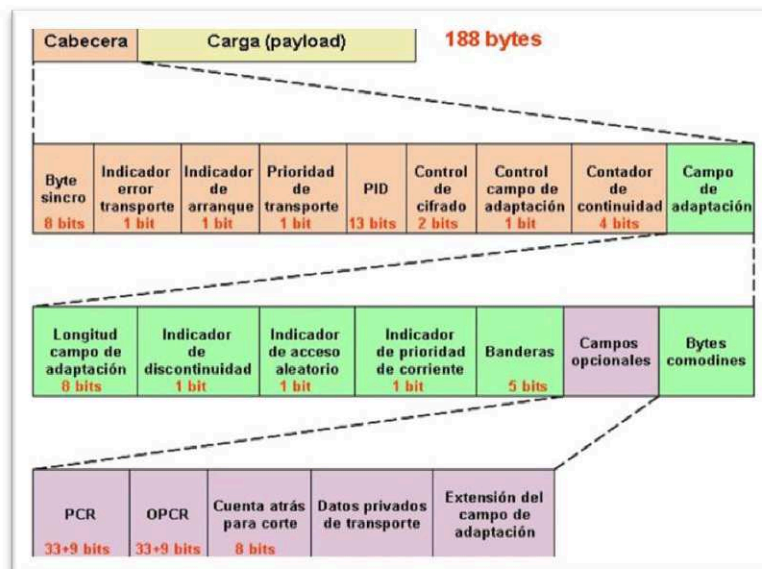 Cabecera
Carga (payload)
188 bytes
Byte
sincro
8 bits
Indicador
error
transporte
1 bit
Indicador
de
arranque
1 bit
Prioridad
de
transporte
1 bit
PID
13 bits
Control
de
cifrado
2 bits
Control
campo de
adaptación
1 bit
Contador
de
continuidad
4 bits
Campo
de
adaptación
Longitud
campo de
adaptación
8 bits
Indicador
de
discontinuidad
1 bit
Indicador
de acceso
aleatorio
1 bit
Indicador
de prioridad
de corriente
1 bit
Banderas
5 bits
Campos
opcionales
Bytes
comodines
PCR
33+9 bits
OPCR
33+9 bits
Cuenta atrás
para corte
8 bits
Datos privados
de transporte
Extensión del
campo de
adaptación